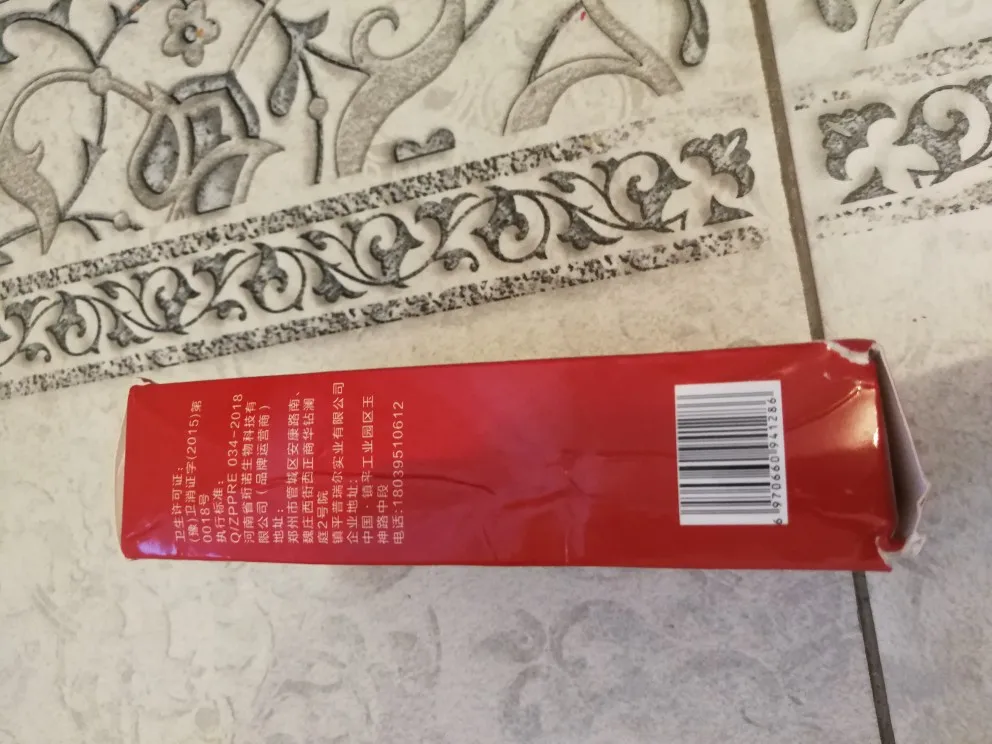 卫生许可证:
(豫)卫消证字(2015)第
0018号
执行标准:
Q/ZPPRE 034-2018
河南省珩诺生物科技有
限公司(品牌运营商)
地址:
郑州市管城区安康路南、
魏庄西街西正商华钻澜
庭2号院
镇平普瑞尔实业有限公司
企业地址:
中国·镇平工业园区玉
神路中段
电话:18039510612
6 970660 941286